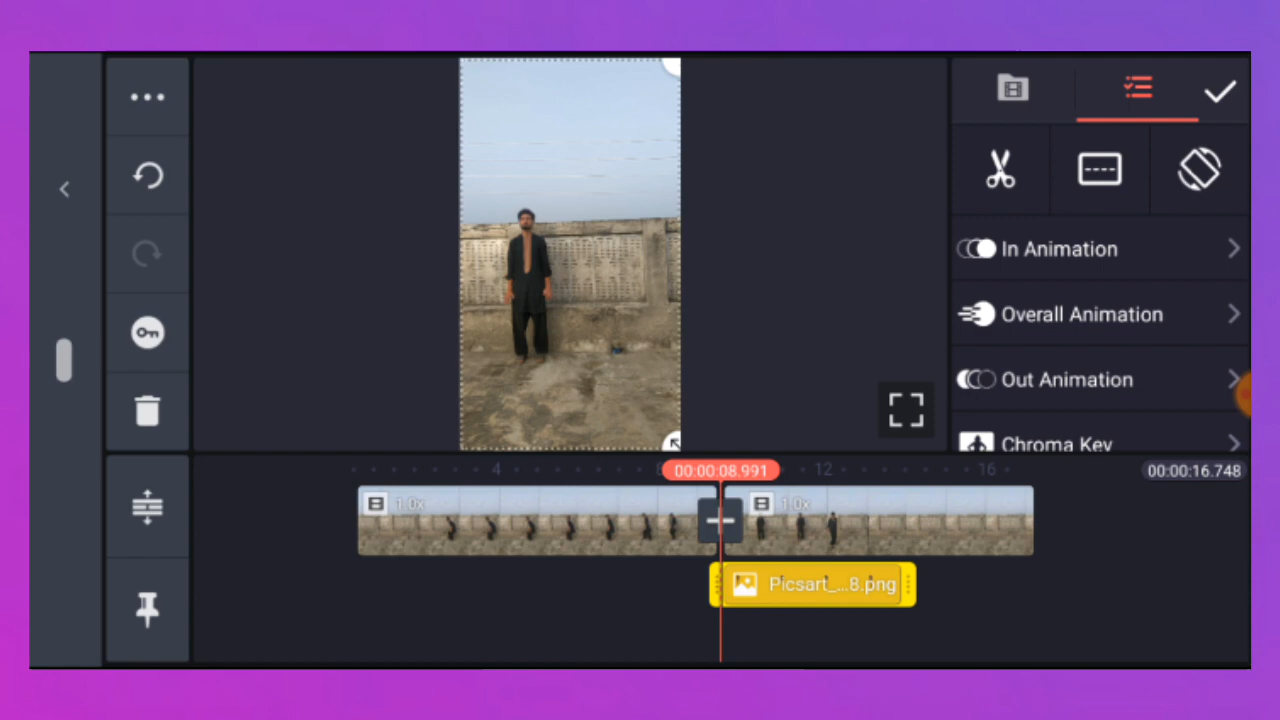 In Animation
Overall Animation
Out Animation
Chroma Key
4
8
00:00:08.991
12
16
00:00:16.748
1.0x
1.0x
Picsart_...8.png